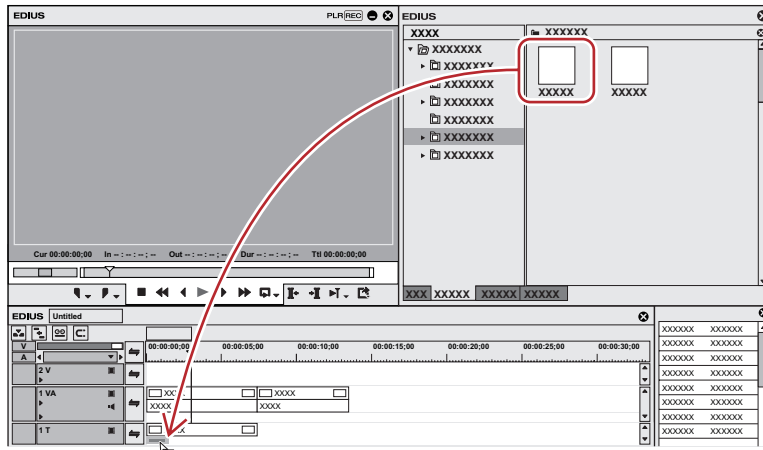 EDIUS PLR REC
Cur 00:00:00;00 In -- : -- : -- ; -- Out -- : -- : -- ; -- Dur -- : -- : -- ; -- Ttl 00:00:00;00
EDIUS
XXXX
XXXXXX
XXXXXXX
XXXXXXX
XXXXXXX
XXXXXXX
XXXXXXX
XXXXXXX
XXXXXXX
XXXXX XXXXX
XXX XXXXX XXXXX XXXXX
EDIUS Untitled
V
A
00:00:00;00 00:00:05;00 00:00:10;00 00:00:15;00 00:00:20;00 00:00:25;00 00:00:30;00
2 V
1 VA
XXXX
XXXX XXXX
1 T
XXXXXX XXXXXX
XXXXXX XXXXXX
XXXXXX XXXXXX
XXXXXX XXXXXX
XXXXXX XXXXXX
XXXXXX XXXXXX
XXXXXX XXXXXX
XXXXXX XXXXXX